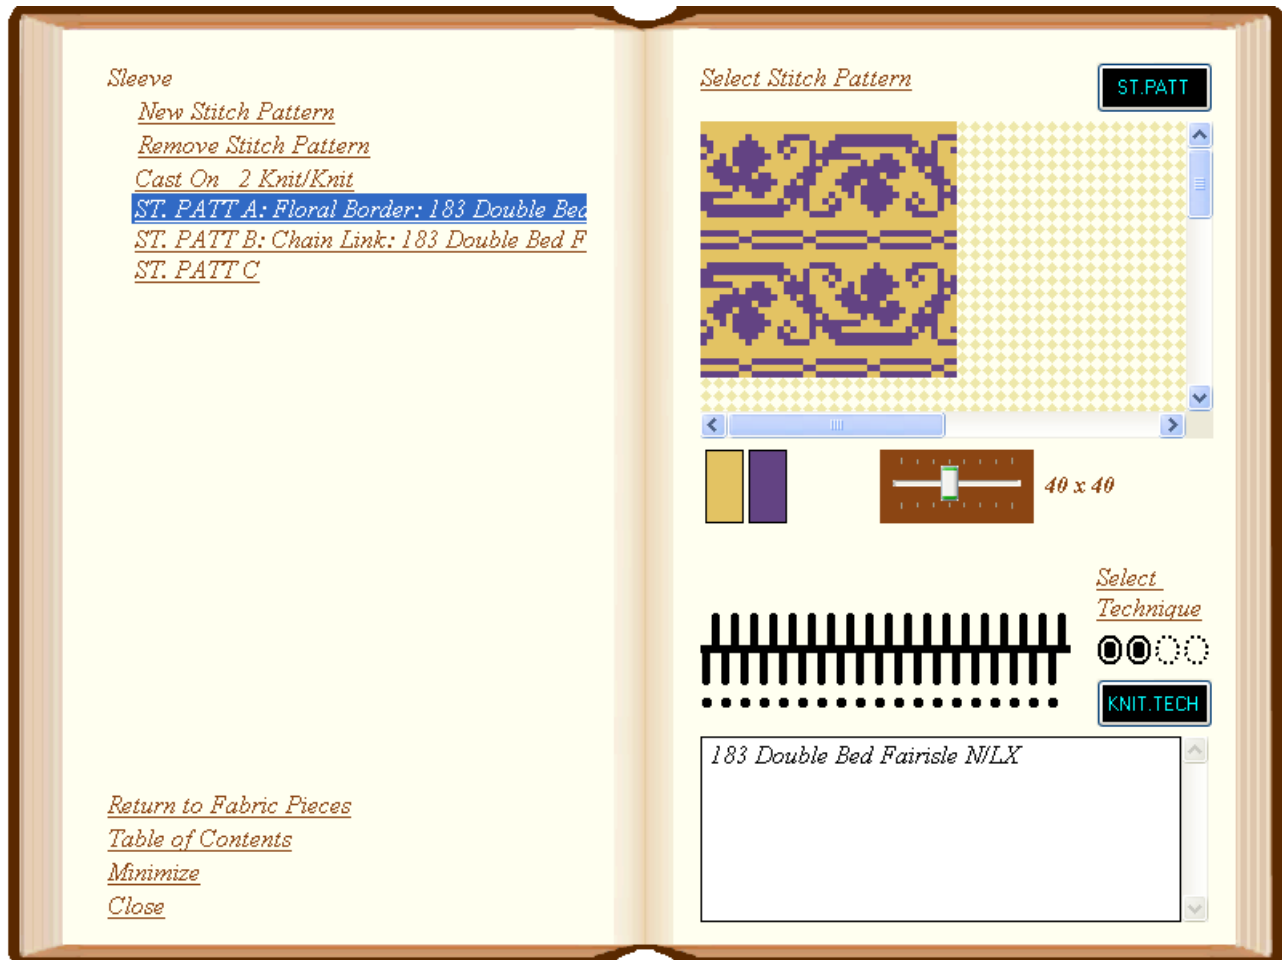 Sleeve
New Stitch Pattern
Remove Stitch Pattern
Cast On   2 Knit/Knit
ST. PATT A: Floral Border: 183 Double Bed
ST. PATT B: Chain Link: 183 Double Bed F
ST. PATT C
Return to Fabric Pieces
Table of Contents
Minimize
Close
Select Stitch Pattern
ST.PATT
40 x 40
Select
Technique
KNIT.TECH
183 Double Bed Fairisle N/LX